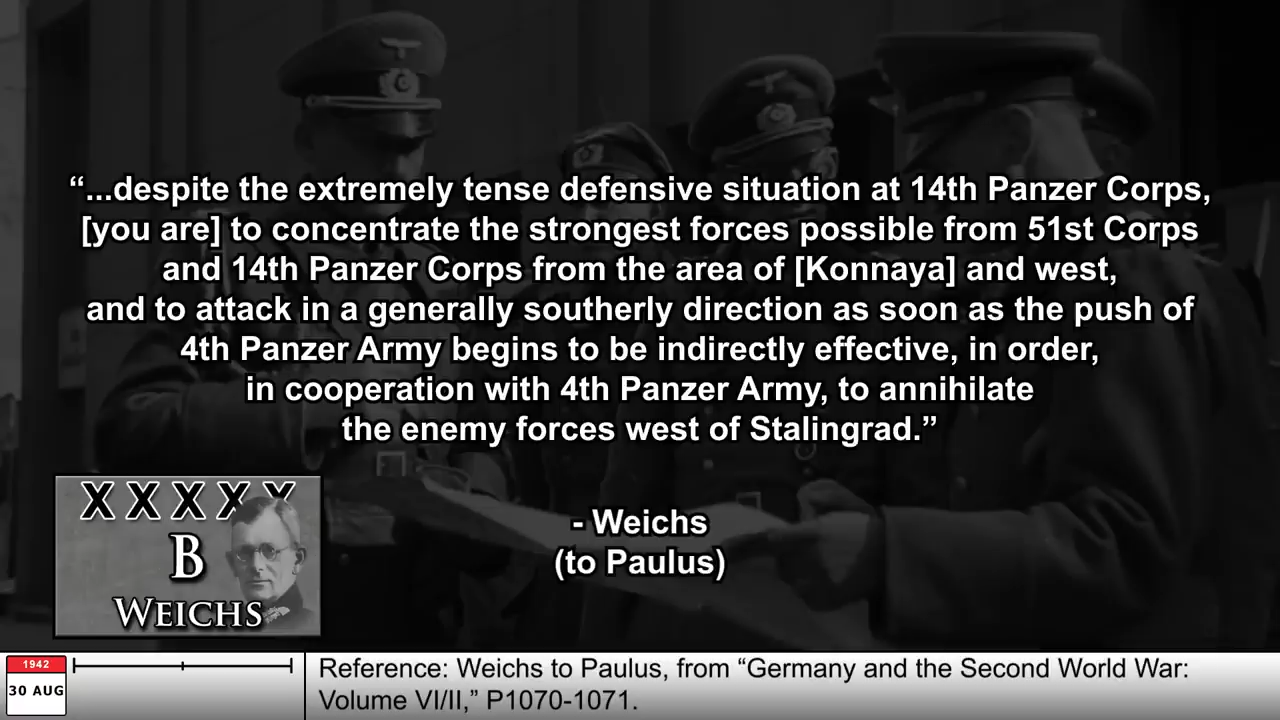 “...despite the extremely tense defensive situation at 14th Panzer Corps,
[you are] to concentrate the strongest forces possible from 51st Corps
and 14th Panzer Corps from the area of [Konnaya] and west,
and to attack in a generally southerly direction as soon as the push of
4th Panzer Army begins to be indirectly effective, in order,
in cooperation with 4th Panzer Army, to annihilate
the enemy forces west of Stalingrad.”
- Weichs
(to Paulus)
XXXXX
B
WEICHS
1942
30 AUG
Reference: Weichs to Paulus, from “Germany and the Second World War:
Volume VI/II,” P1070-1071.